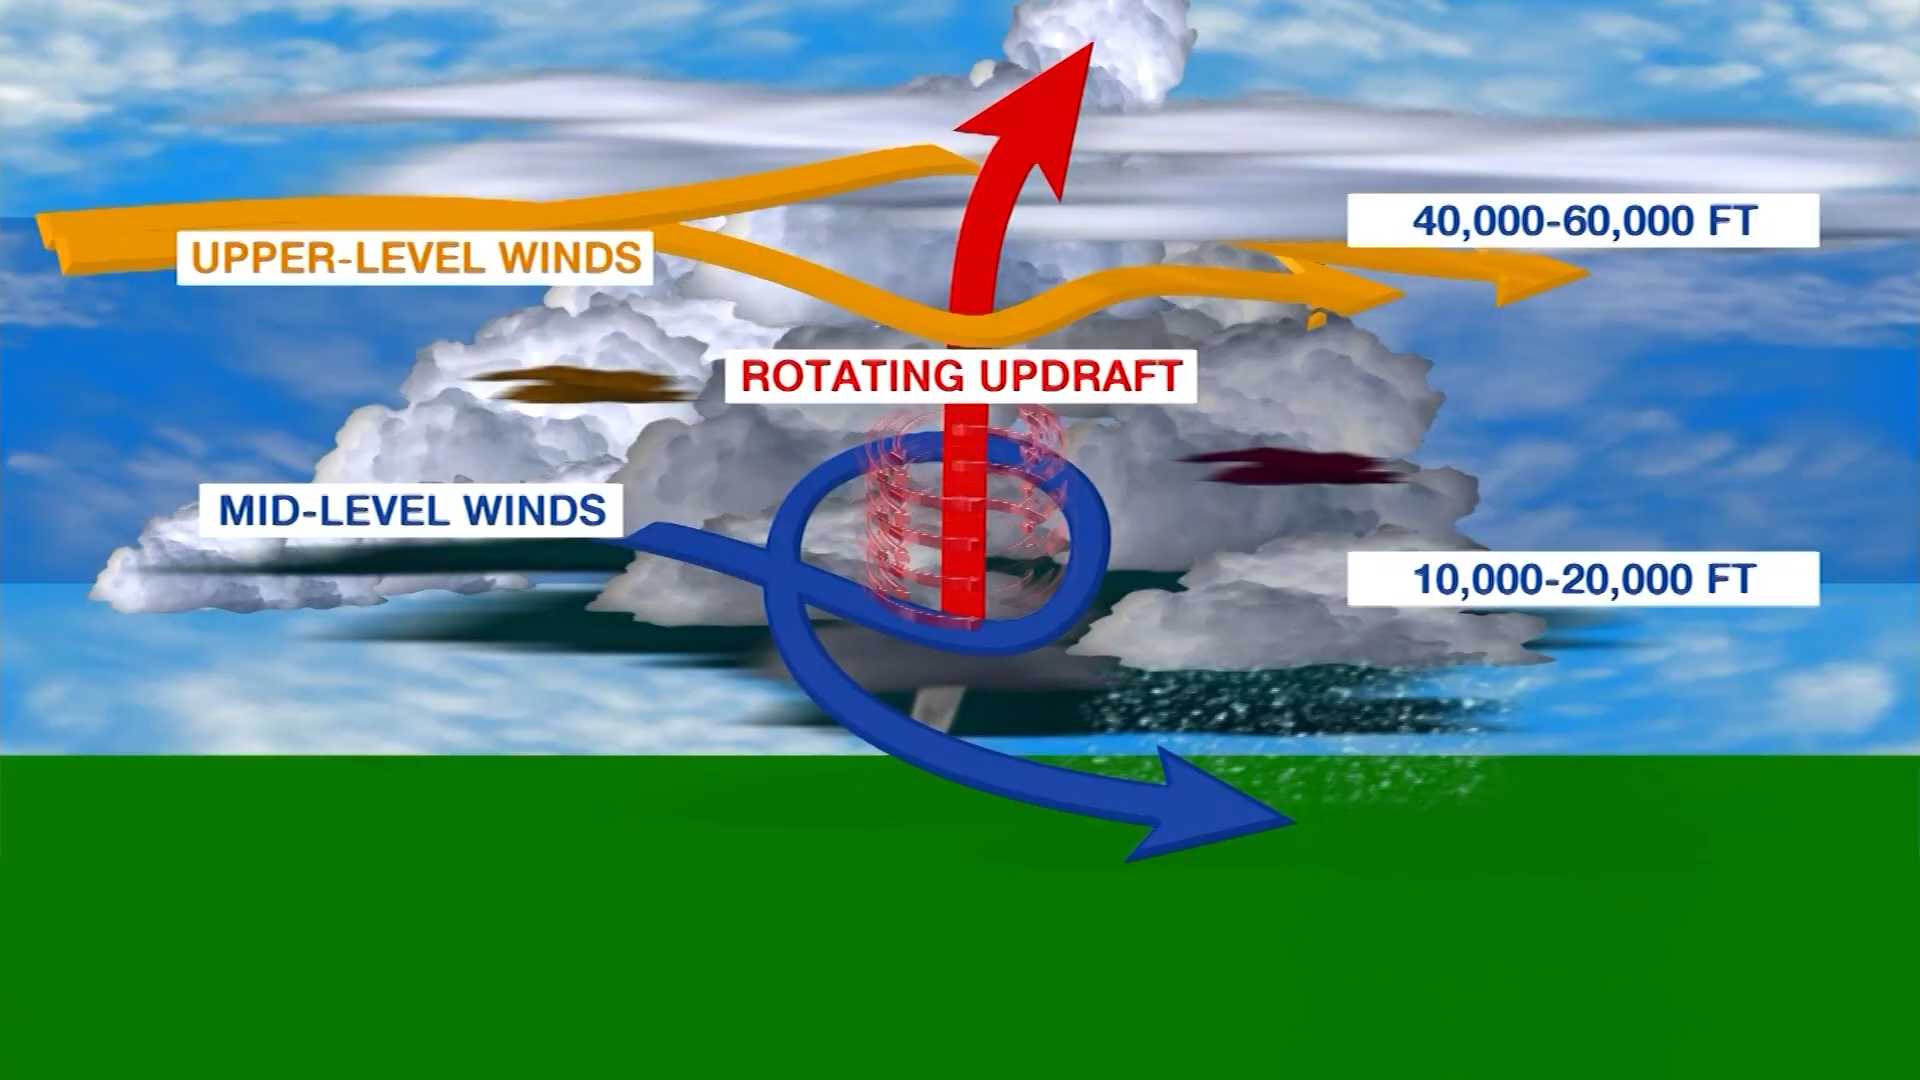 40,000-60,000 FT
UPPER-LEVEL WINDS
ROTATING UPDRAFT
MID-LEVEL WINDS
10,000-20,000 FT